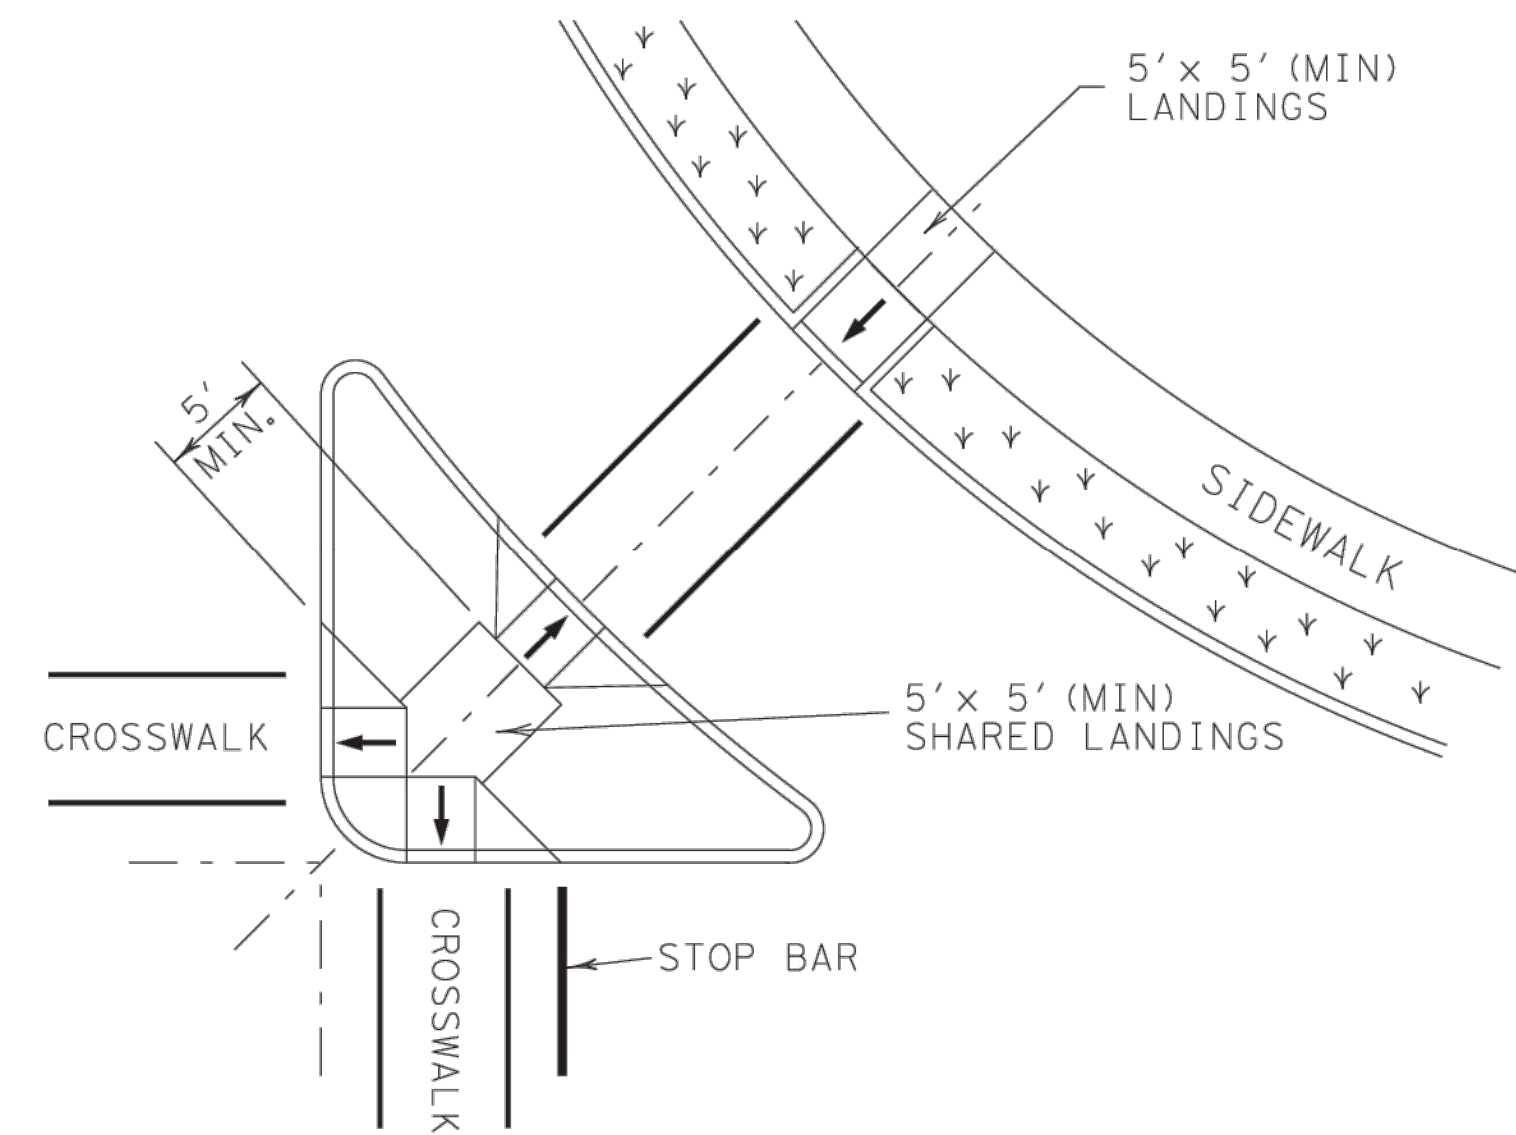 5'x 5'(MIN)
LANDINGS
5'
MIN.
SIDEWALK
5'x 5'(MIN)
SHARED LANDINGS
CROSSWALK
CROSSWALK
STOP BAR